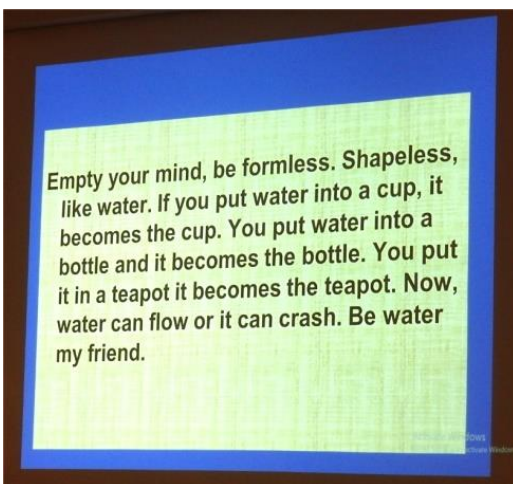 Empty your mind, be formless. Shapeless,
like water. If you put water into a cup, it
becomes the cup. You put water into a
bottle and it becomes the bottle. You put
it in a teapot it becomes the teapot. Now,
water can flow or it can crash. Be water
my friend.